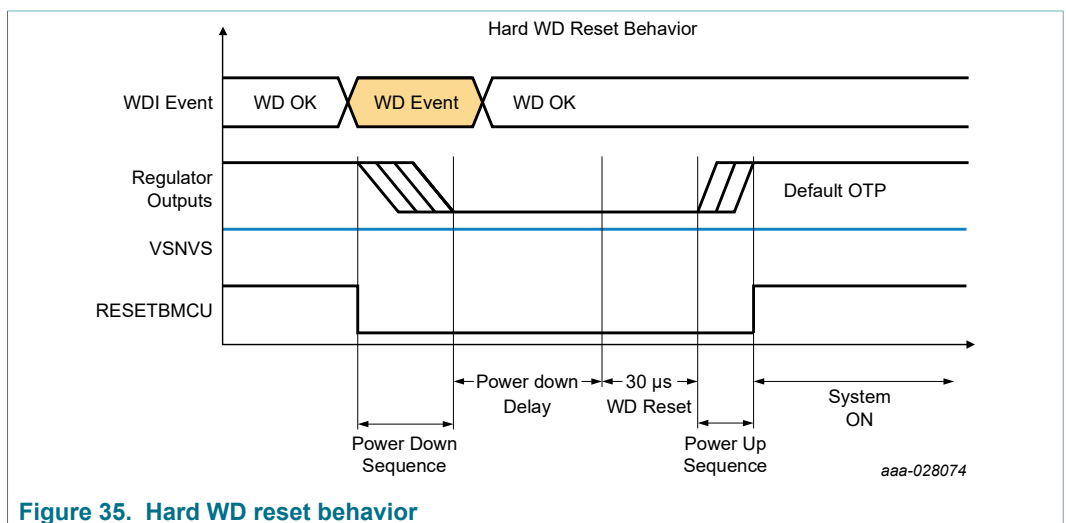 Hard WD Reset Behavior
WDI Event
WD OK
WD Event
WD OK
Regulator
Outputs
Default OTP
VSNVS
RESETBMCU
Power down
Delay
30 µs
WD Reset
System
ON
Power Down
Sequence
Power Up
Sequence
aaa-028074
Figure 35. Hard WD reset behavior